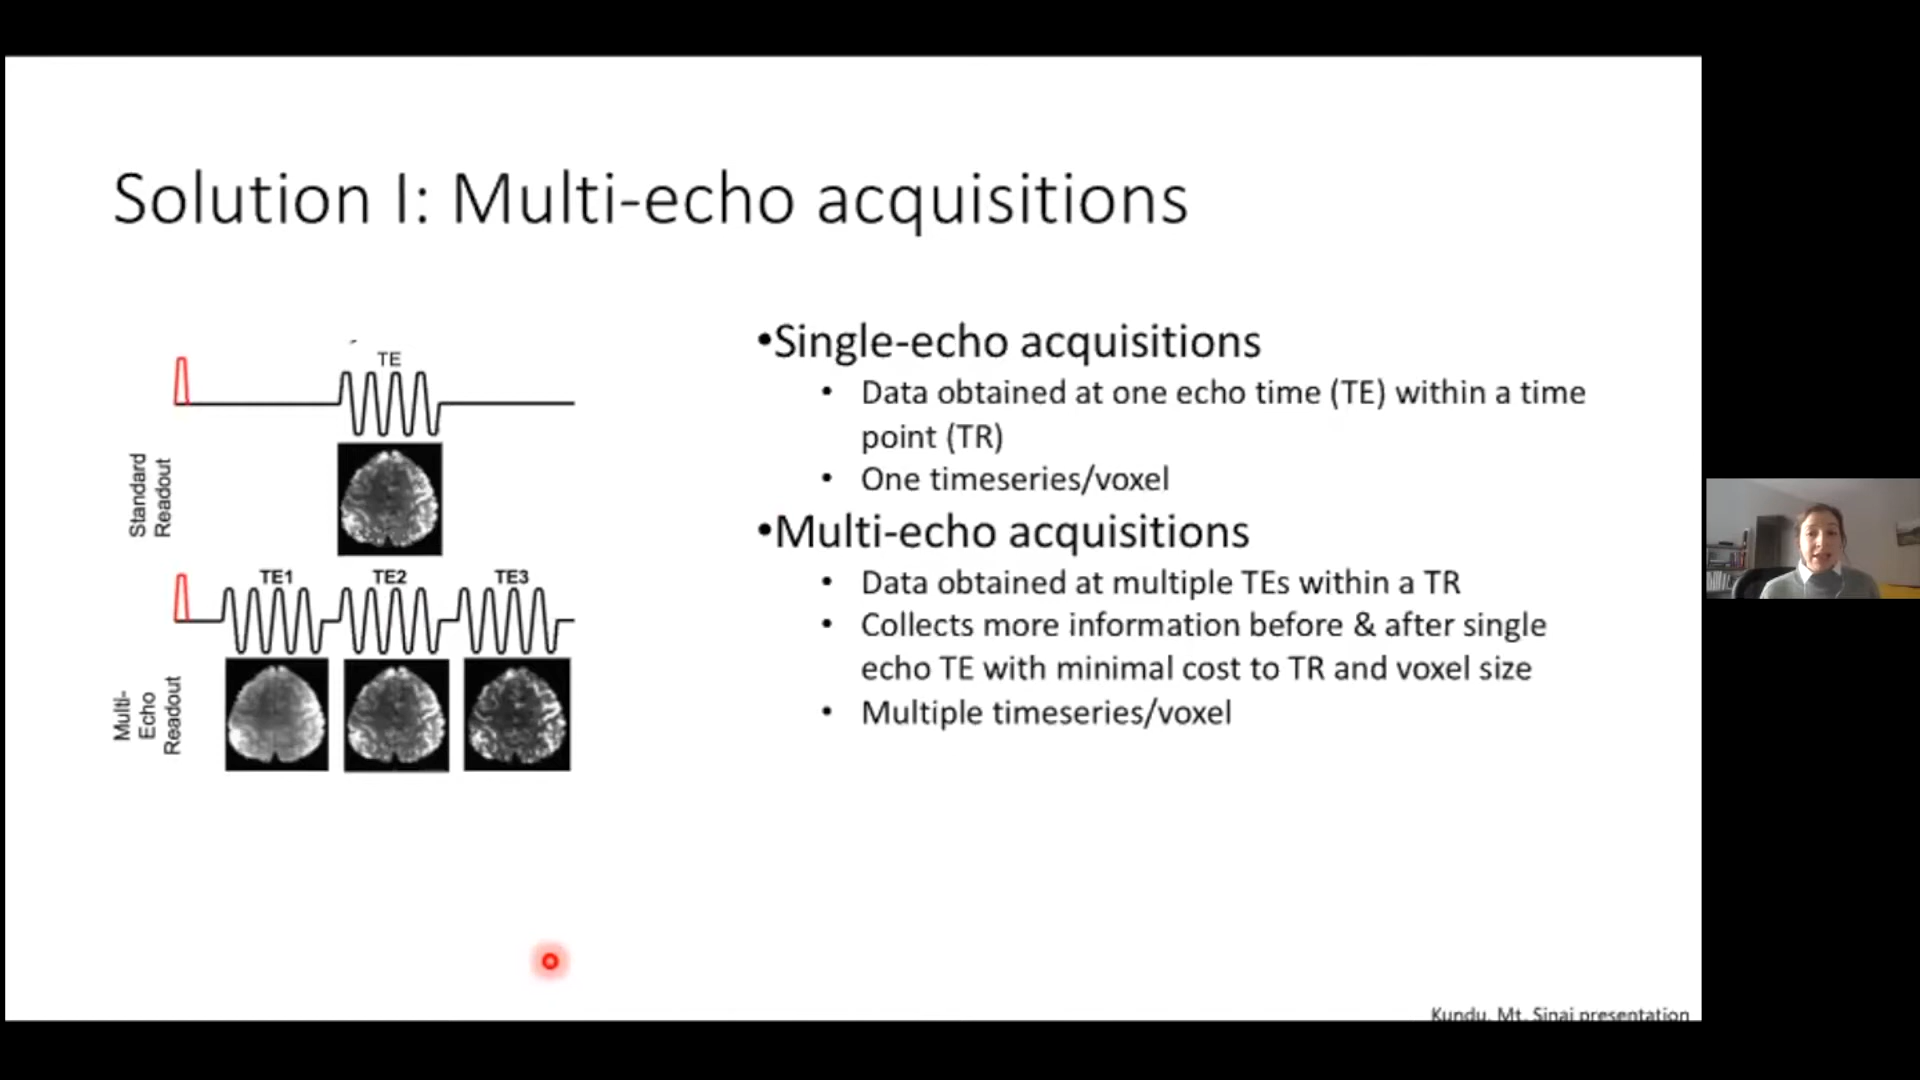 Solution I: Multi-echo acquisitions
TE
Standard
Readout
TE1 TE2 TE3
Multi-
Echo
Readout
•Single-echo acquisitions
• Data obtained at one echo time (TE) within a time
point (TR)
• One timeseries/voxel
•Multi-echo acquisitions
• Data obtained at multiple TEs within a TR
• Collects more information before & after single
echo TE with minimal cost to TR and voxel size
• Multiple timeseries/voxel
Kundu, Mt. Sinai presentation